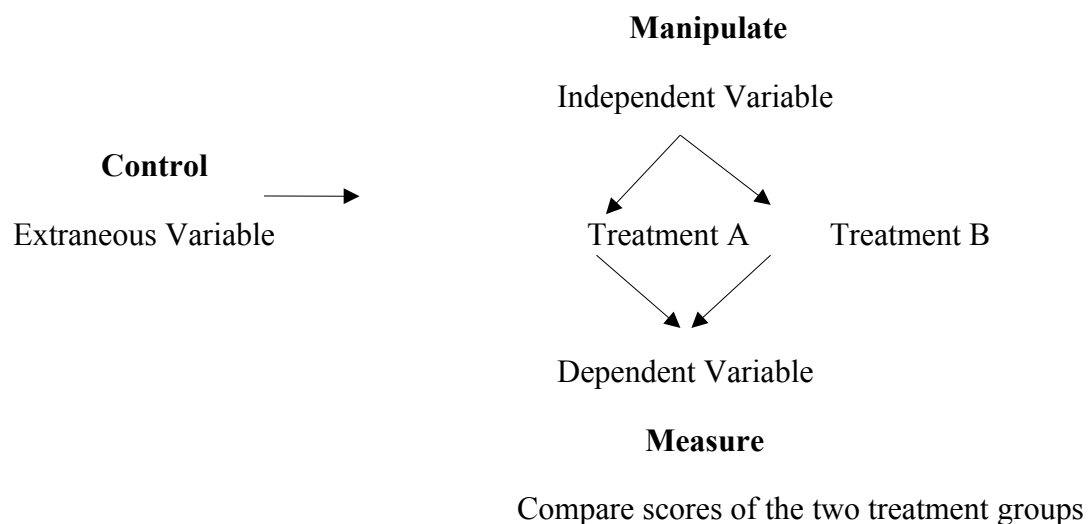 Manipulate
Independent Variable
Control
Extraneous Variable
Treatment A
Treatment B
Dependent Variable
Measure
Compare scores of the two treatment groups